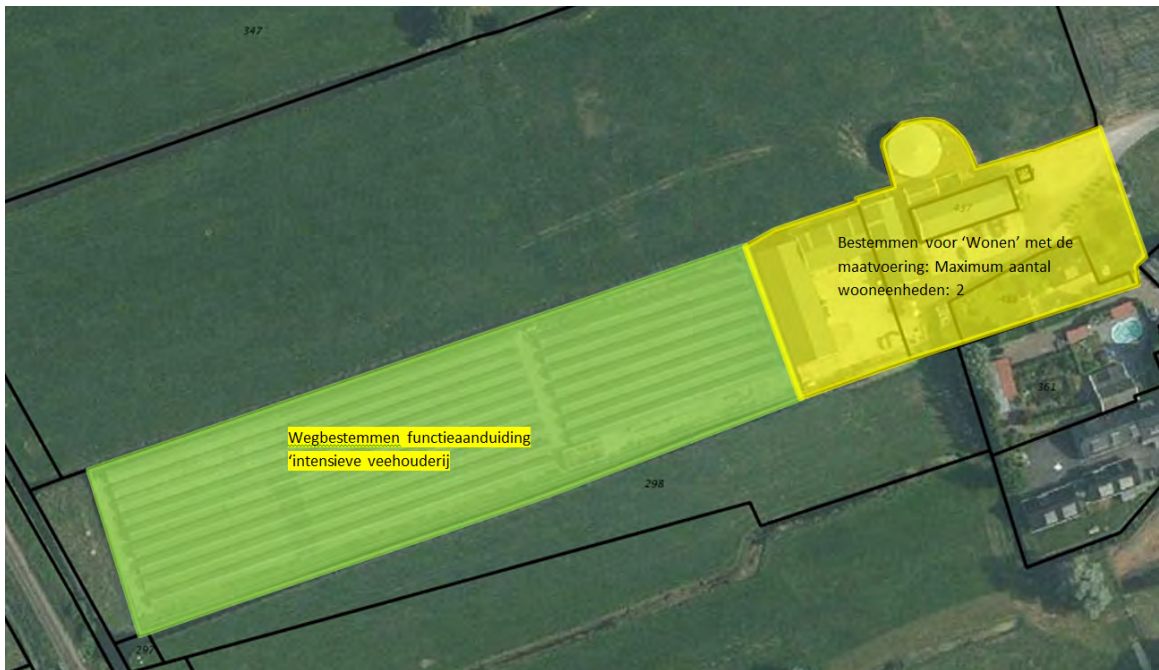 347
437
Bestemmen voor ‘Wonen’ met de
maatvoering: Maximum aantal
wooneenheden: 2
361
Wegbestemmen functieaanduiding
‘intensieve veehouderij
298
297